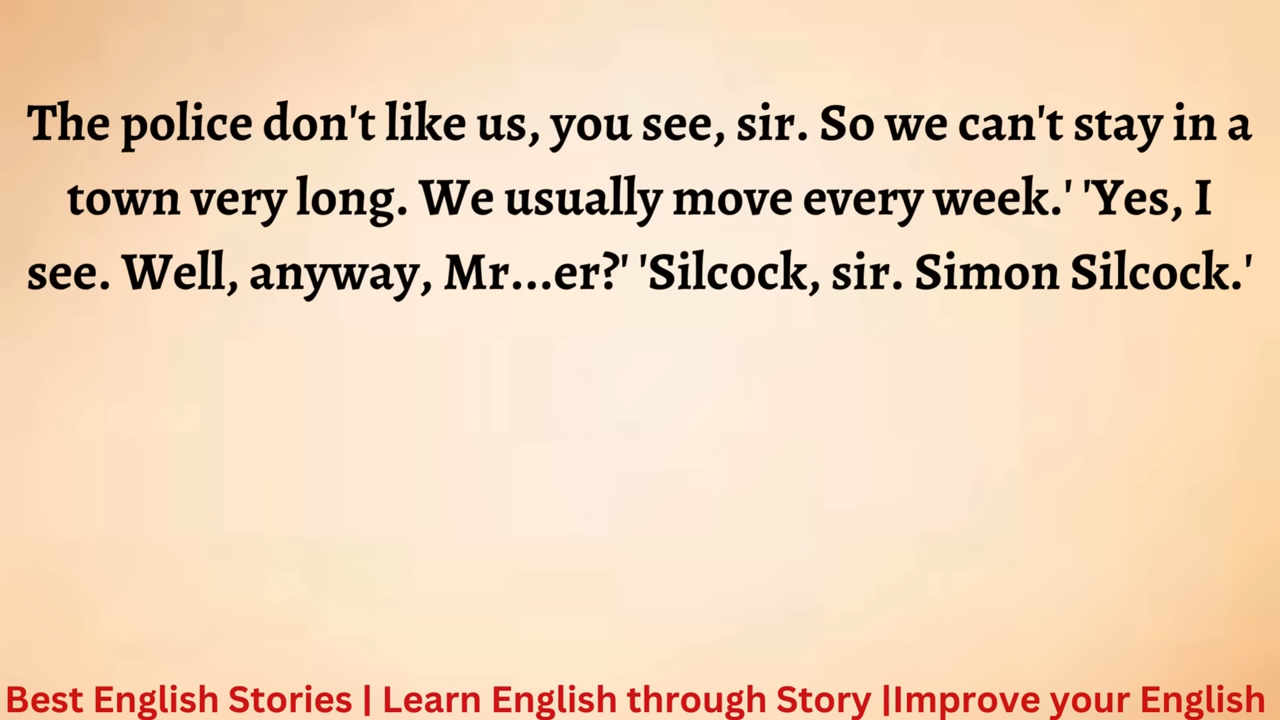 The police don't like us, you see, sir. So we can't stay in a
town very long. We usually move every week.' 'Yes, I
see. Well, anyway, Mr...er?' 'Silcock, sir. Simon Silcock.'
Best English Stories | Learn English through Story |Improve your English